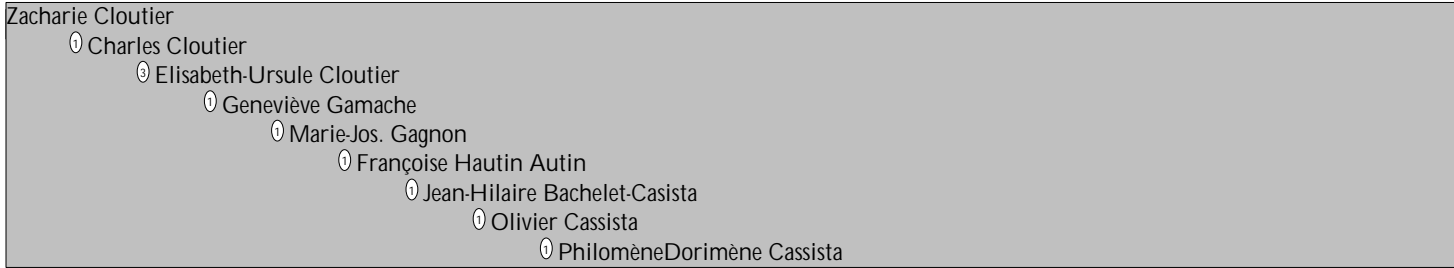 Zacharie Cloutier
1 Charles Cloutier
3 Elisabeth-Ursule Cloutier
1 Geneviève Gamache
1 Marie-Jos. Gagnon
1 Françoise Hautin Autin
1 Jean-Hilaire Bachelet-Casista
1 Olivier Cassista
1 PhilomèneDorimène Cassista